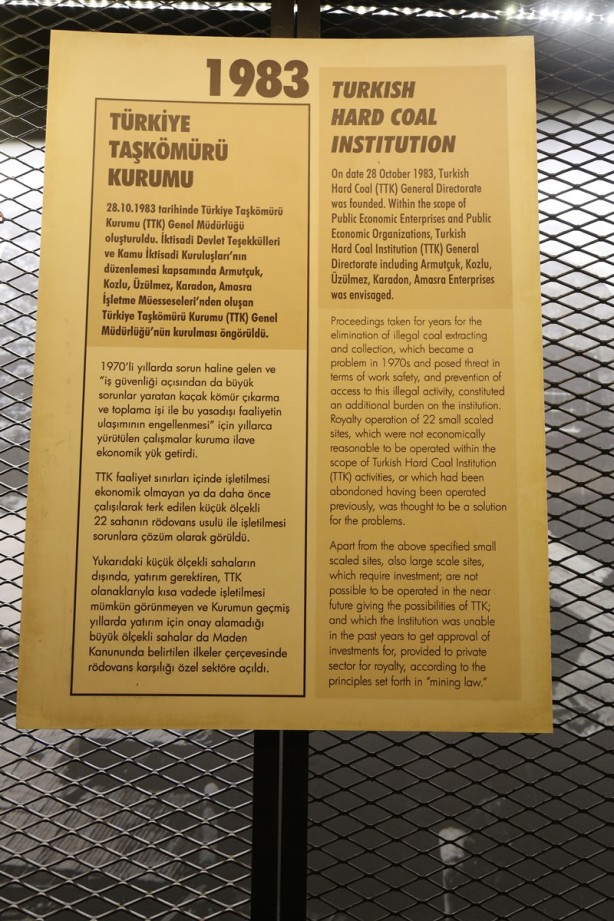 1983
TÜRKİYE
TAŞKÖMÜRÜ
KURUMU
28.10.1983 tarihinde Türkiye Taşkömürü
Kurumu (TTK) Genel Müdürlüğü
oluşturuldu. İktisadi Devlet Teşekkülleri
ve Kamu İktisadi Kuruluşları'nın
düzenlemesi kapsamında Armutçuk,
Kozlu, Üzülmez, Karadon, Amasra
İşletme Müesseseleri'nden oluşan
Türkiye Taşkömürü Kurumu (TTK) Genel
Müdürlüğü'nün kurulması öngörüldü.
1970'li yıllarda sorun haline gelen ve
"iş güvenliği açısından da büyük
sorunlar yaratan kaçak kömür çıkarma
ve toplama işi ile bu yasadışı faaliyetin
ulaşımının engellenmesi" için yıllarca
yürütülen çalışmalar kuruma ilave
ekonomik yük getirdi.
TTK faaliyet sınırları içinde işletilmesi
ekonomik olmayan ya da daha önce
çalışılarak terk edilen küçük ölçekli
22 sahanın rödovans usulü ile işletilmesi
sorunlara çözüm olarak görüldü.
Yukarıdaki küçük ölçekli sahaların
dışında, yatırım gerektiren, TTK
olanaklarıyla kısa vadede işletilmesi
mümkün görünmeyen ve Kurumun geçmiş
yıllarda yatırım için onay alamadığı
büyük ölçekli sahalar da Maden
Kanununda belirtilen ilkeler çerçevesinde
rödovans karşılığı özel sektöre açıldı.
TURKISH
HARD COAL
INSTITUTION
On date 28 October 1983, Turkish
Hard Coal (TTK) General Directorate
was founded. Within the scope of
Public Economic Enterprises and Public
Economic Organizations, Turkish
Hard Coal Institution (TTK) General
Directorate including Armutçuk, Kozlu,
Üzülmez, Karadon, Amasra Enterprises
was envisaged.
Proceedings taken for years for the
elimination of illegal coal extracting
and collection, which became a
problem in 1970s and posed threat in
terms of work safety, and prevention of
access to this illegal activity, constituted
an additional burden on the institution.
Royalty operation of 22 small scaled
sites, which were not economically
reasonable to be operated within the
scope of Turkish Hard Coal Institution
(TTK) activities, or which had been
abondoned having been operated
previously, was thought to be a solution
for the problems.
Apart from the above specified small
scaled sites, also large scale sites,
which require investment; are not
possible to be operated in the near
future giving the possibilities of TTK;
and which the Institution was unable
in the past years to get approval of
investments for, provided to private
sector for royalty, according to the
principles set forth in "mining law."